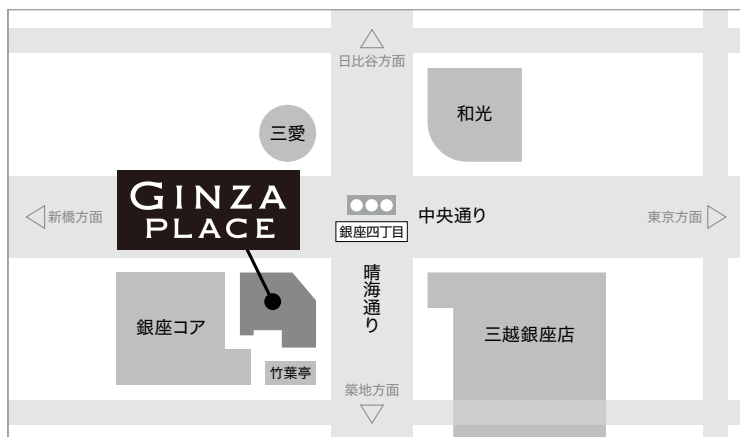 日比谷方面
和光
三愛
GINZA
PLACE
新橋方面
中央通り
東京方面
銀座四丁目
晴海通り
銀座コア
三越銀座店
竹葉亭
築地方面